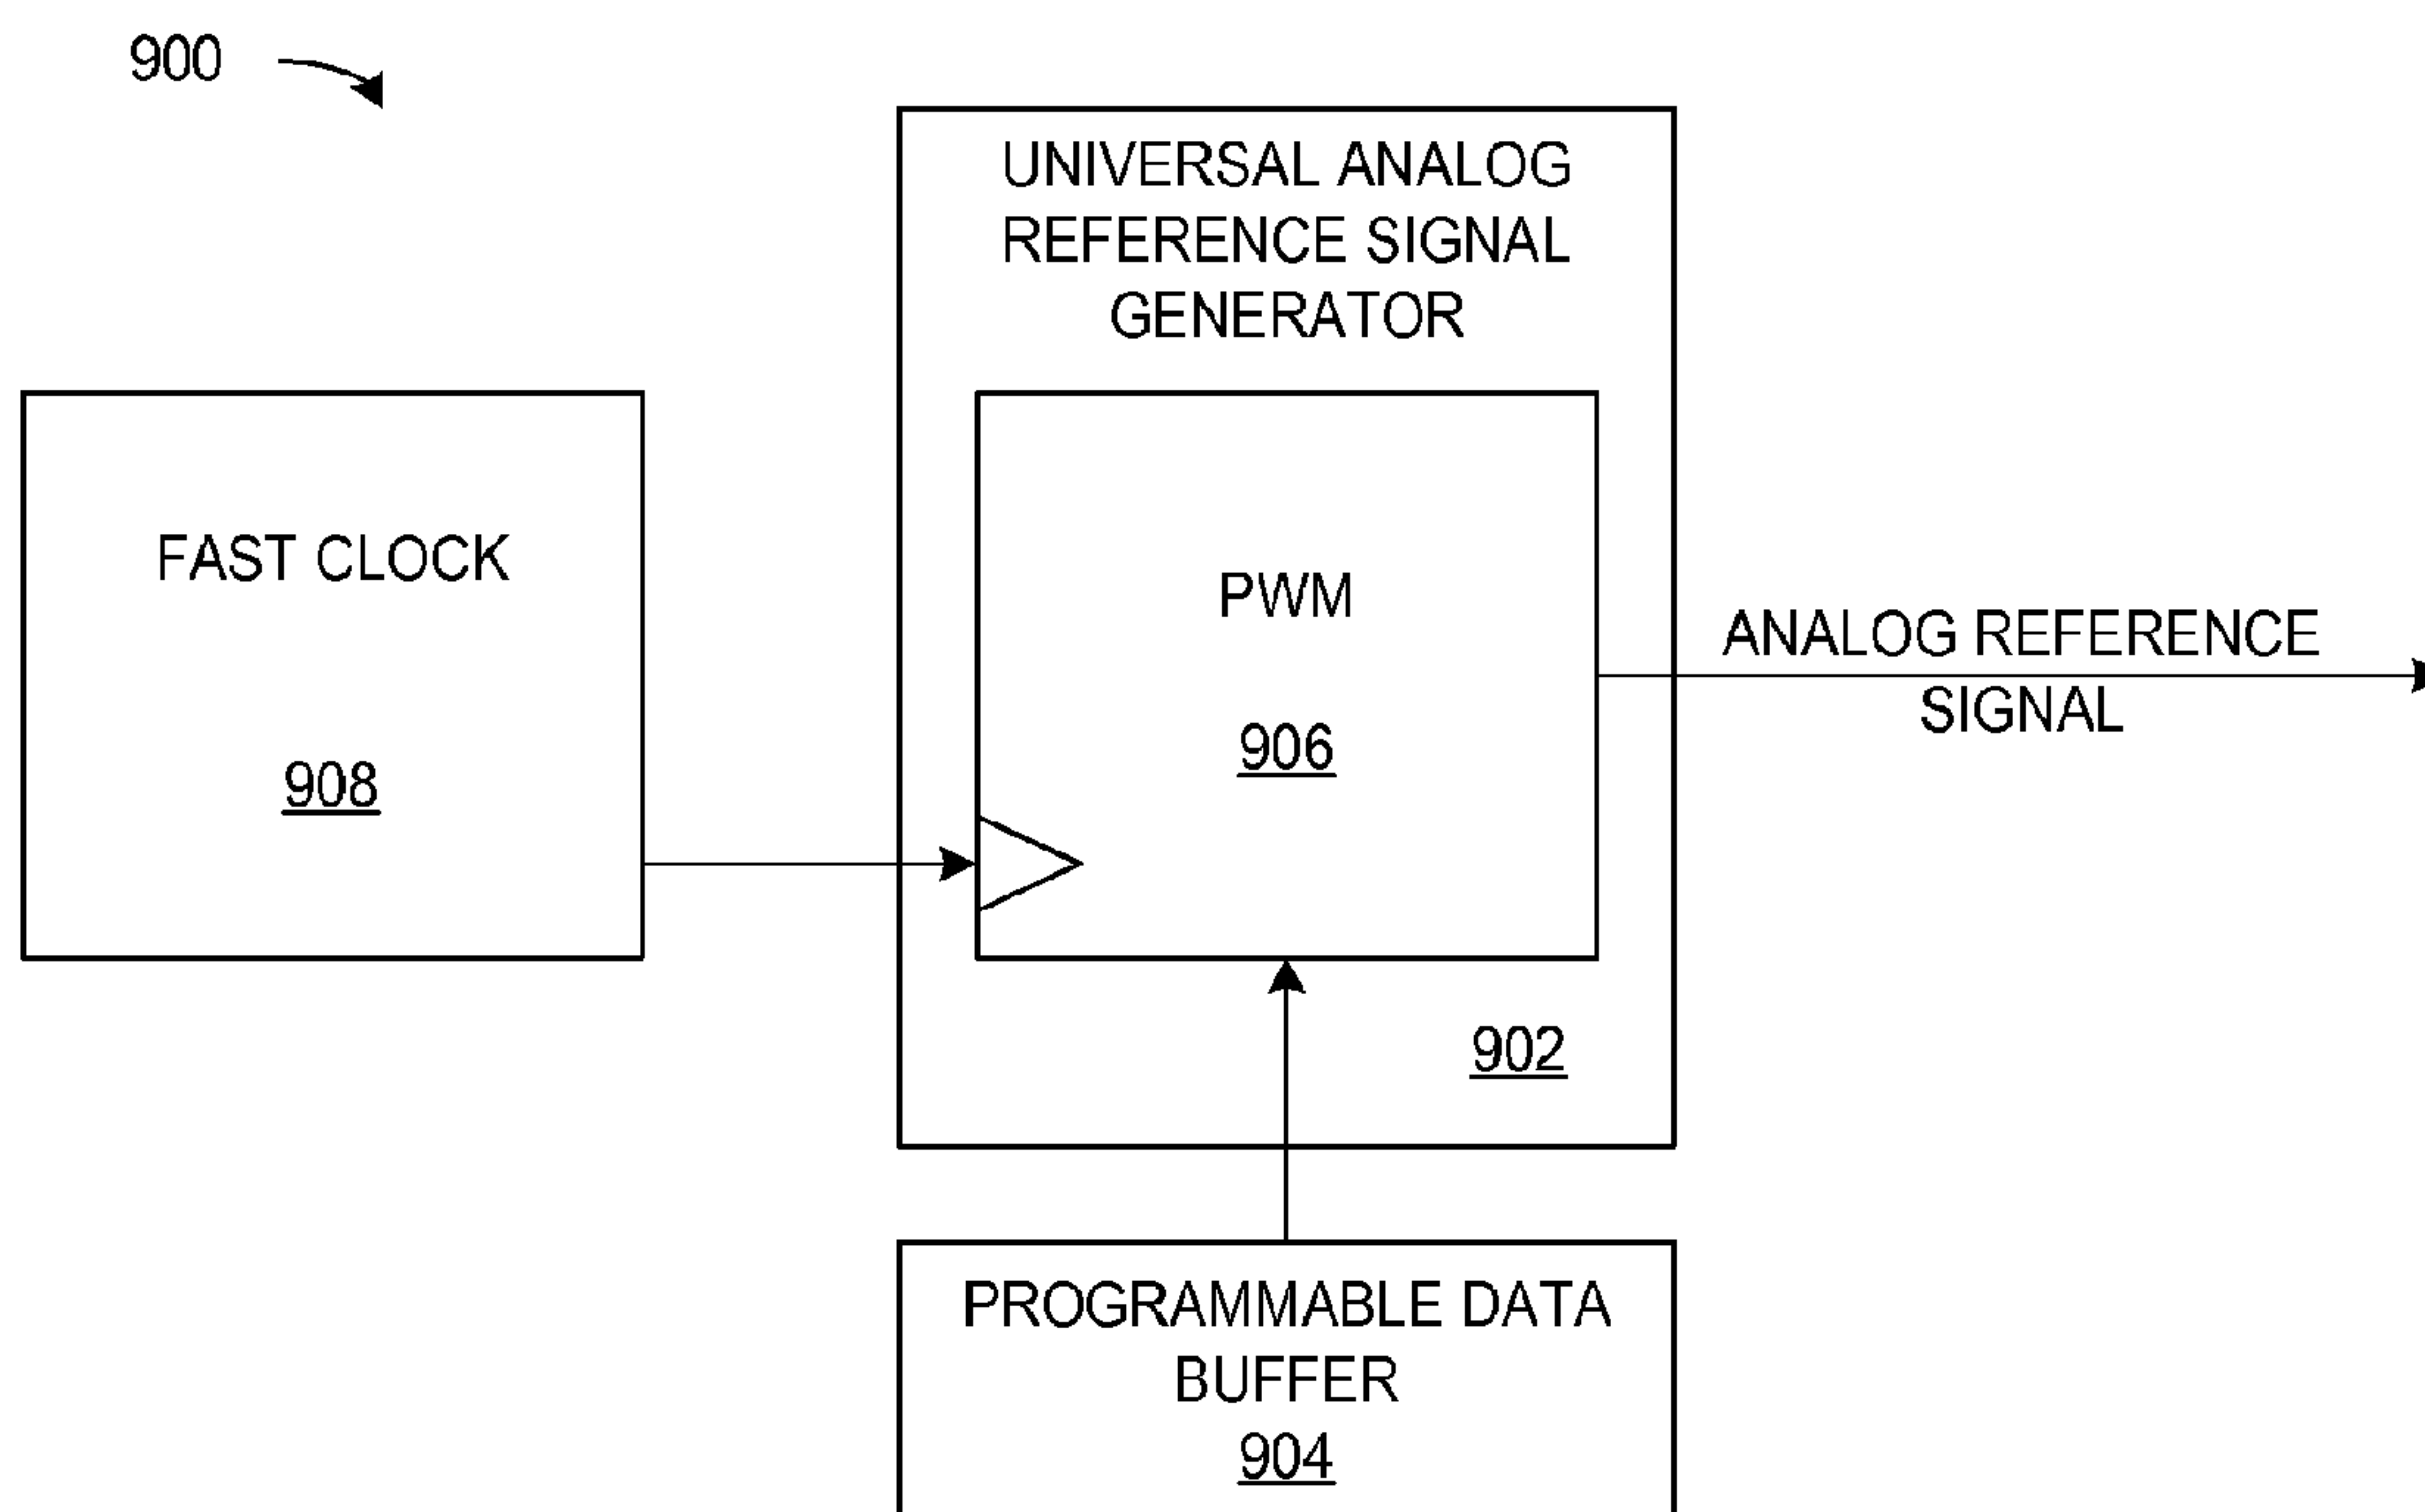 900
UNIVERSAL ANALOG
REFERENCE SIGNAL
GENERATOR
FAST CLOCK
908
PWM
906
ANALOG REFERENCE
SIGNAL
902
PROGRAMMABLE DATA
BUFFER
904